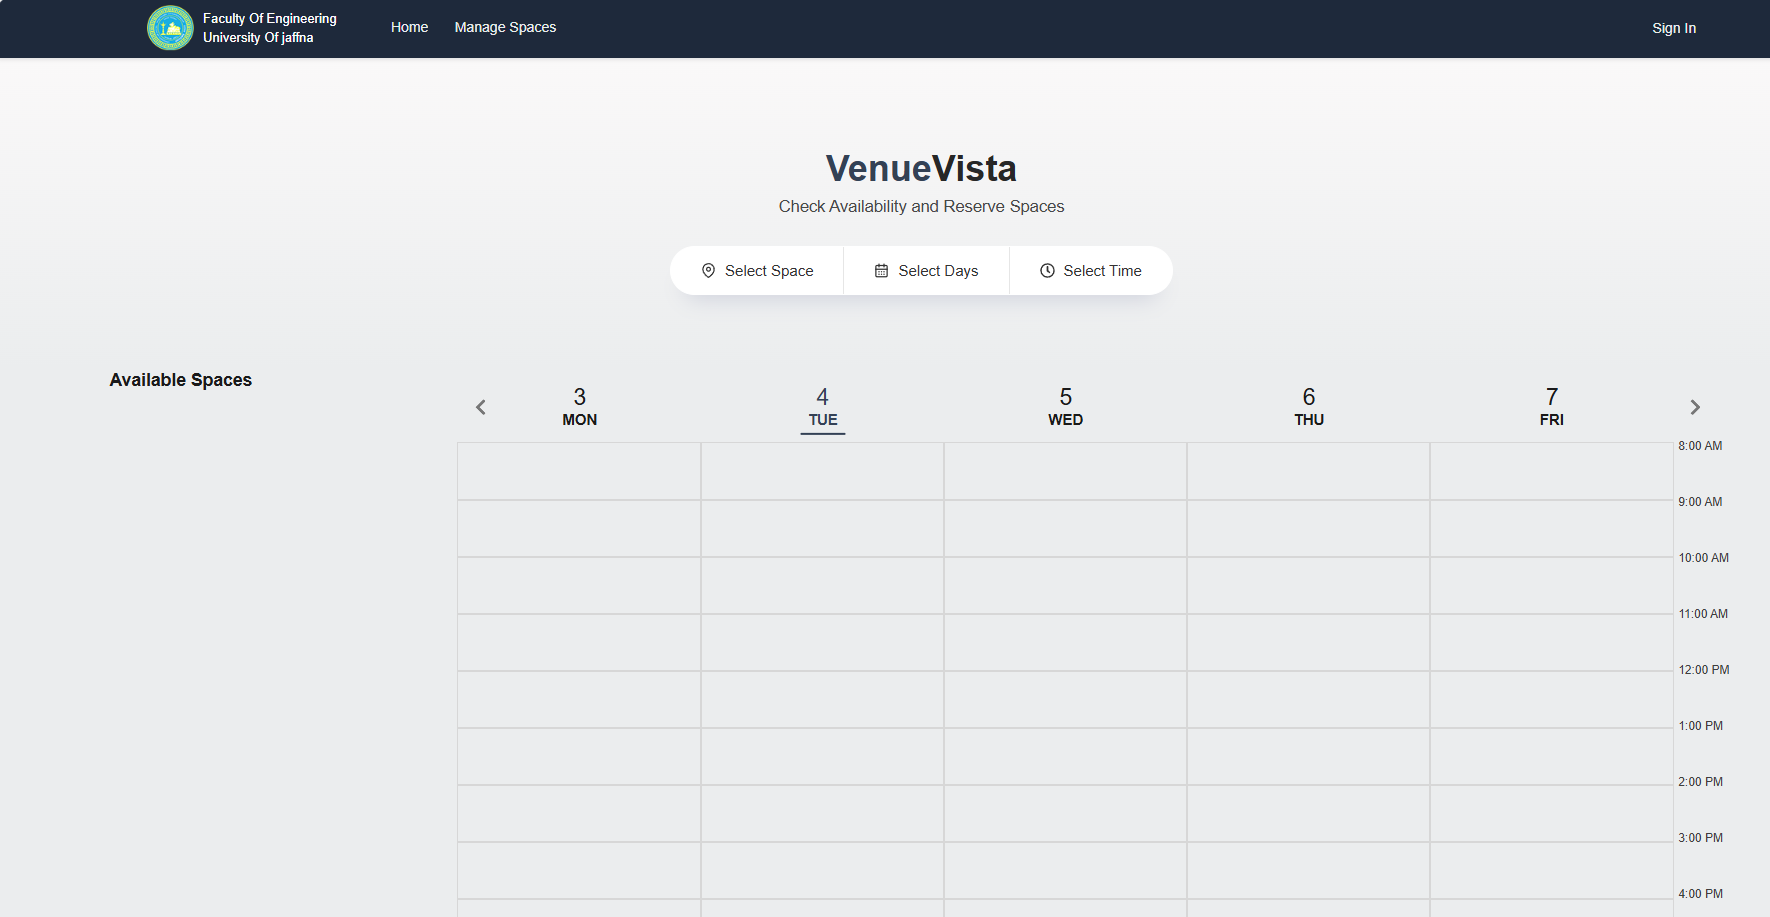 Faculty Of Engineering
University Of jaffna
Home
Manage Spaces
Sign In
VenueVista
Check Availability and Reserve Spaces
Select Space
Select Days
Select Time
Available Spaces
3
MON
4
TUE
5
WED
6
THU
7
FRI
8:00 AM
9:00 AM
10:00 AM
11:00 AM
12:00 PM
1:00 PM
2:00 PM
3:00 PM
4:00 PM